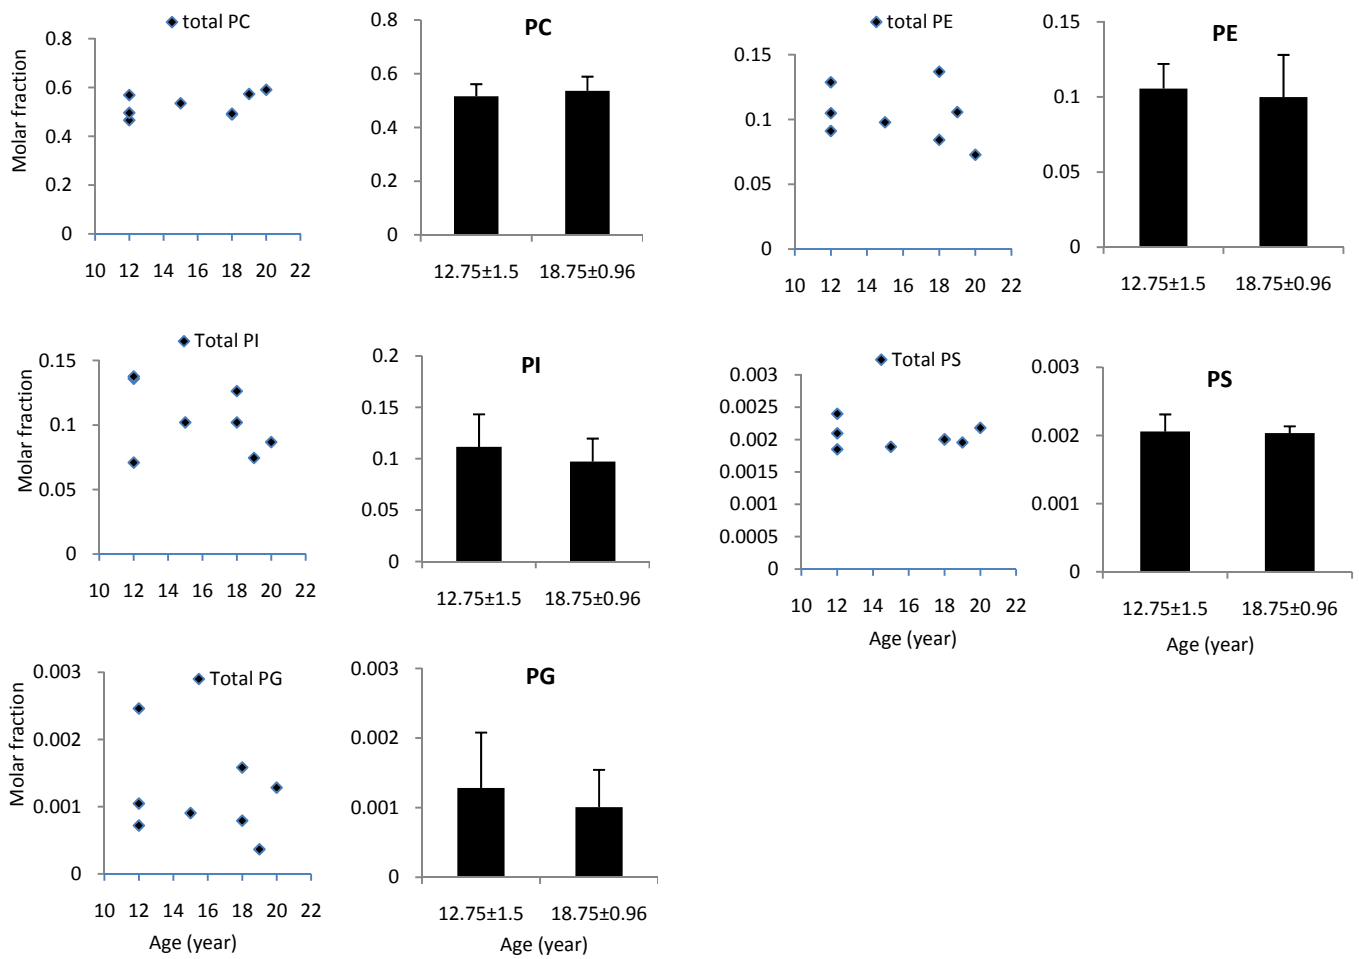 total PC
Molar fraction
0.8
0.6
0.4
0.2
0
10 12 14 16 18 20 22
PC
0.8
0.6
0.4
0.2
0
12.75±1.5 18.75±0.96
total PE
0.15
0.1
0.05
0
10 12 14 16 18 20 22
PE
0.15
0.1
0.05
0
12.75±1.5 18.75±0.96
Total PI
Molar fraction
0.15
0.1
0.05
0
10 12 14 16 18 20 22
PI
0.2
0.15
0.1
0.05
0
12.75±1.5 18.75±0.96
Total PS
0.003
0.0025
0.002
0.0015
0.001
0.0005
0
10 12 14 16 18 20 22
Age (year)
PS
0.003
0.002
0.001
0
12.75±1.5 18.75±0.96
Age (year)
Total PG
Molar fraction
0.003
0.002
0.001
0
10 12 14 16 18 20 22
Age (year)
PG
0.003
0.002
0.001
0
12.75±1.5 18.75±0.96
Age (year)